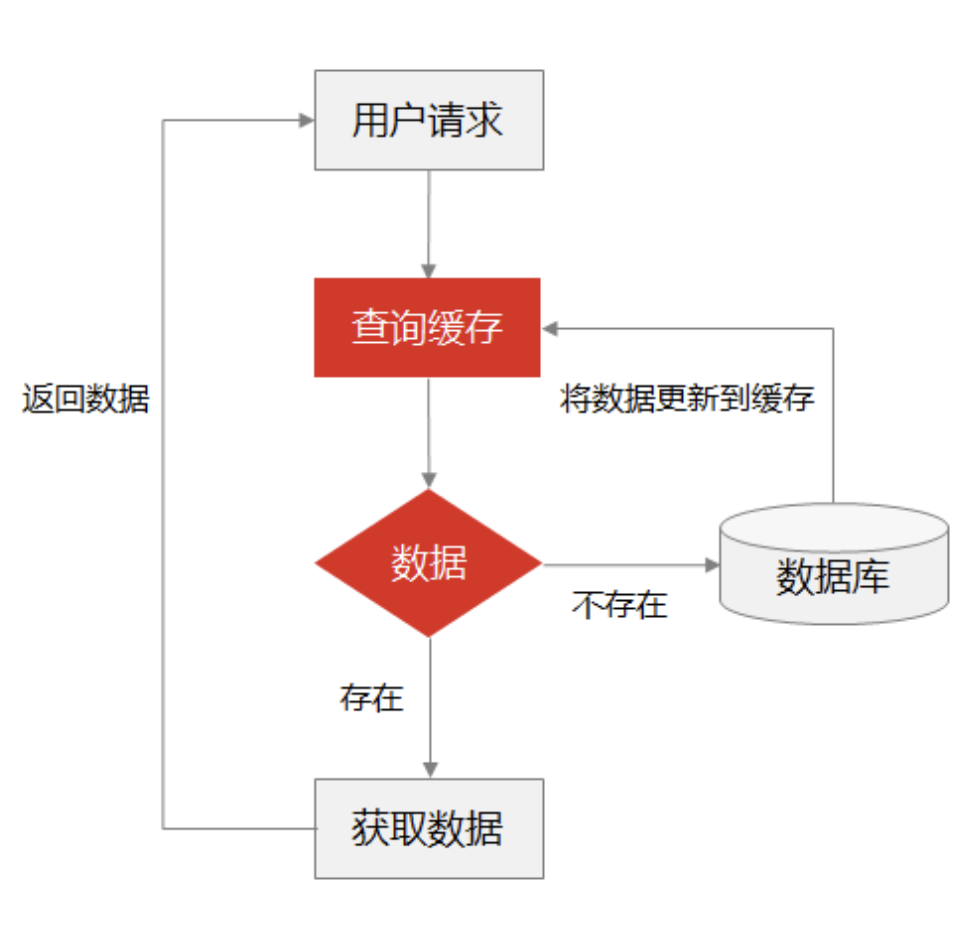 用户请求
查询缓存
返回数据
将数据更新到缓存
数据
数据库
不存在
存在
获取数据